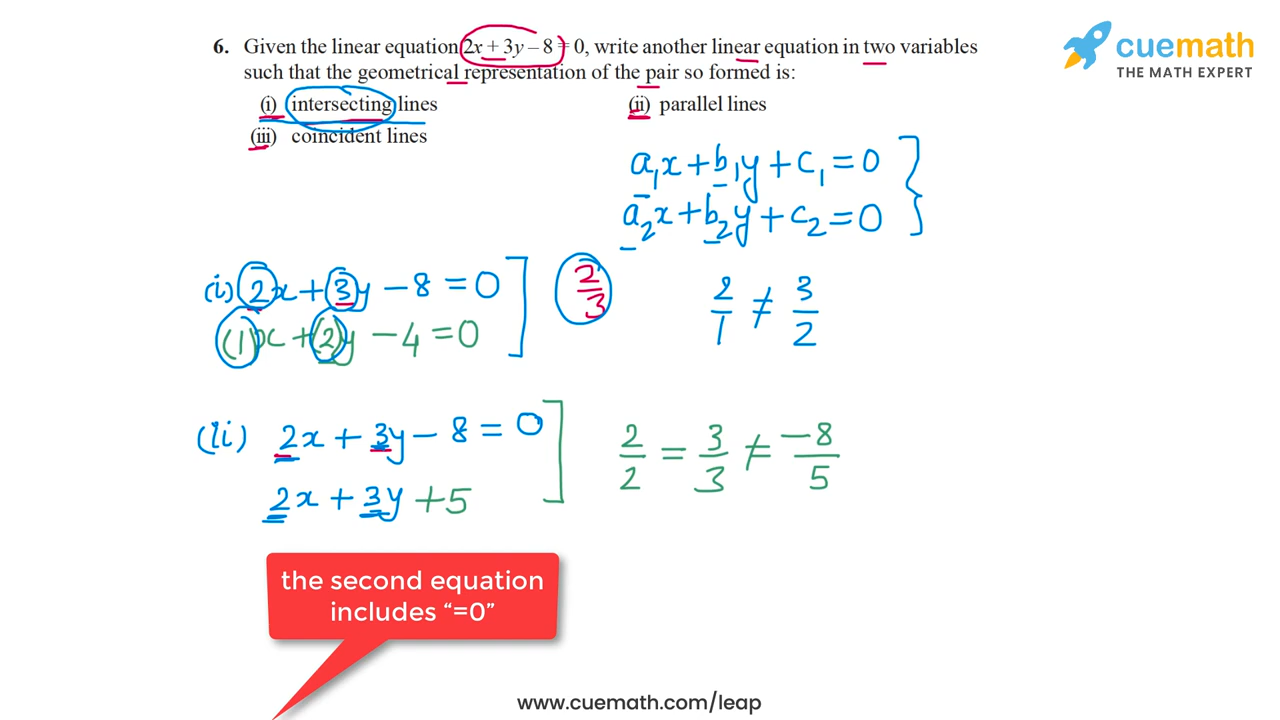 6. Given the linear equation 2x + 3y – 8 = 0, write another linear equation in two variables
such that the geometrical representation of the pair so formed is:
(i) intersecting lines
(ii) parallel lines
(iii) coincident lines
cuemath
THE MATH EXPERT
a₁x + b₁y + c₁ = 0
a₂x + b₂y + c₂ = 0
(i) 2x + 3y - 8 = 0
(1)x + (2)y - 4 = 0
2/3
2/1 ≠ 3/2
(ii) 2x + 3y - 8 = 0
2x + 3y + 5
2/2 = 3/3 ≠ -8/5
the second equation
includes “=0”
www.cuemath.com/leap